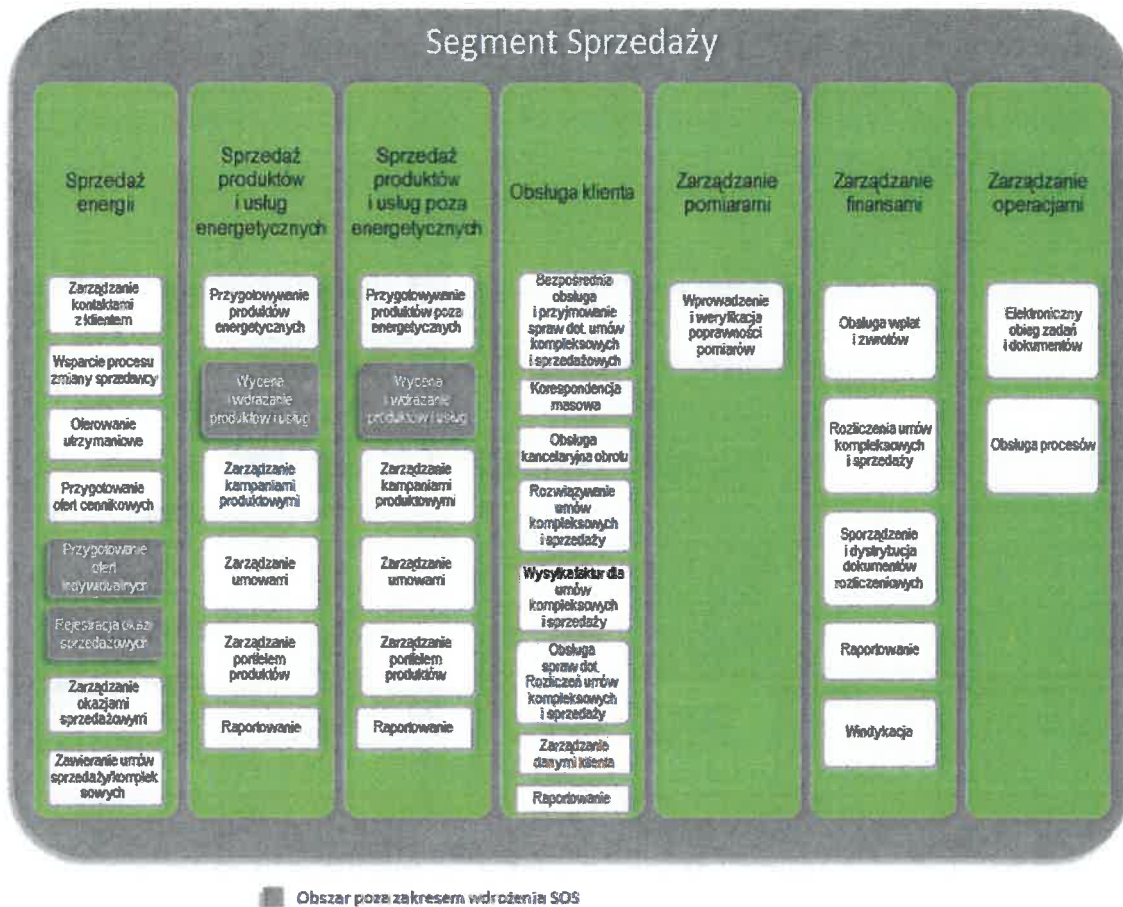 Segment Sprzedaży
Sprzedaż
energii
Zarządzanie
kontaktami
z klientem
Wsparcie procesu
zmiany sprzedawcy
Oferowanie
utrzymaniowe
Przygotowanie
ofert cennikowych
Przygotowanie
ofert
indywidualnych
Rejestracja okazji
sprzedażowych
Zarządzanie
okazjami
sprzedażowymi
Zawieranie umów
sprzedaży/komplek
sowych
Sprzedaż
produktów
i usług
energetycznych
Przygotowywanie
produktów
energetycznych
Wycena
i wdrażanie
produktów i usług
Zarządzanie
kampaniami
produktowymi
Zarządzanie
umowami
Zarządzanie
portfelem
produktów
Raportowanie
Sprzedaż
produktów
i usług poza
energetycznych
Przygotowywanie
produktów poza
energetycznych
Wycena
i wdrażanie
produktów i usług
Zarządzanie
kampaniami
produktowymi
Zarządzanie
umowami
Zarządzanie
portfelem
produktów
Raportowanie
Obsługa klienta
Bezpośrednia
obsługa
i przyjmowanie
spraw dot. umów
kompleksowych
i sprzedażowych
Korespondencja
masowa
Obsługa
kancelaryjna obrotu
Rozwiązywanie
umów
kompleksowych
i sprzedaży
Wysyłka faktur dla
umów
kompleksowych
i sprzedaży
Obsługa
spraw dot.
Rozliczeń umów
kompleksowych
i sprzedaży
Zarządzanie
danymi klienta
Raportowanie
Zarządzanie
pomiarami
Wprowadzenie
i weryfikacja
poprawności
pomiarów
Zarządzanie
finansami
Obsługa wpłat
i zwrotów
Rozliczenia umów
kompleksowych
i sprzedaży
Sporządzenie
i dystrybucja
dokumentów
rozliczeniowych
Raportowanie
Windykacja
Zarządzanie
operacjami
Elektroniczny
obieg zadań
i dokumentów
Obsługa procesów
Obszar poza zakresem wdrożenia SOS